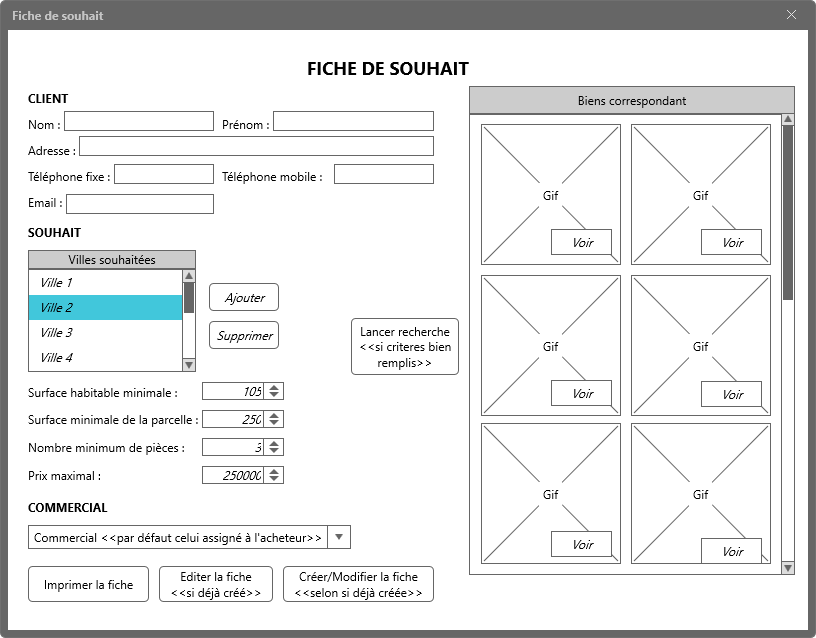 Fiche de souhait
FICHE DE SOUHAIT
CLIENT
Nom :
Prénom :
Adresse :
Téléphone fixe :
Téléphone mobile :
Email :
SOUHAIT
Villes souhaitées
Ville 1
Ville 2
Ville 3
Ville 4
Ajouter
Supprimer
Lancer recherche
<<si criteres bien
remplis>>
Surface habitable minimale :
105
Surface minimale de la parcelle :
250
Nombre minimum de pièces :
3
Prix maximal :
250000
COMMERCIAL
Commercial <<par défaut celui assigné à l'acheteur>>
Imprimer la fiche
Editer la fiche
<<si déjà créé>>
Créer/Modifier la fiche
<<selon si déjà créée>>
Biens correspondant
Gif
Voir
Gif
Voir
Gif
Voir
Gif
Voir
Gif
Voir
Gif
Voir